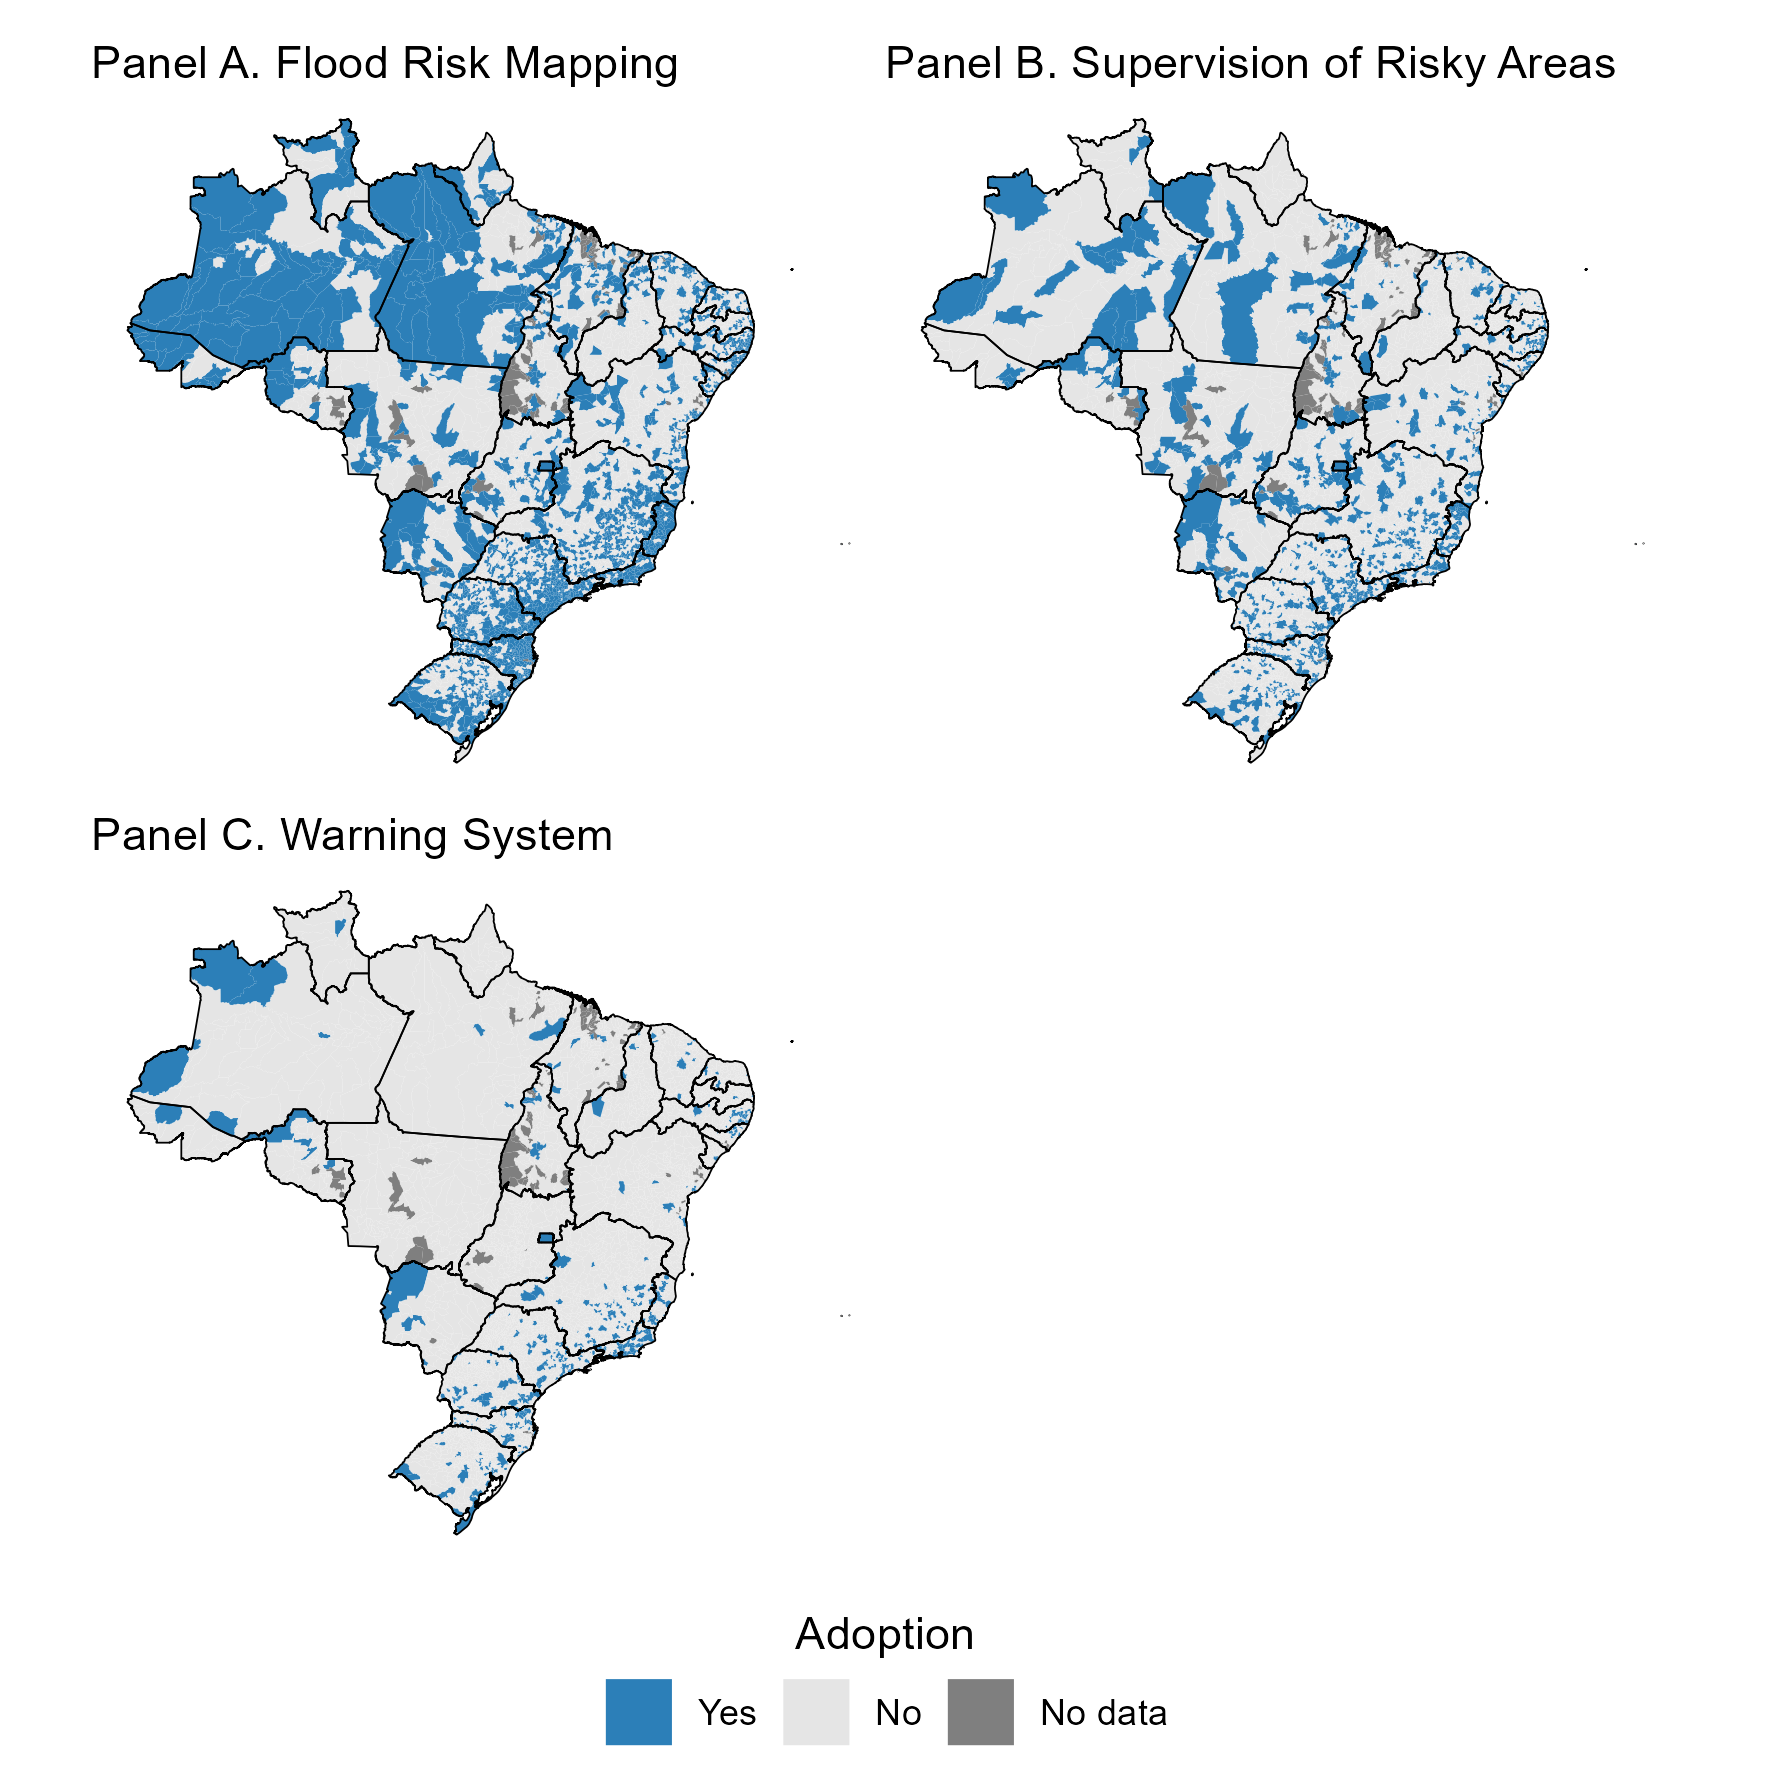 Panel A. Flood Risk Mapping
Panel B. Supervision of Risky Areas
Panel C. Warning System
Adoption
Yes
No
No data